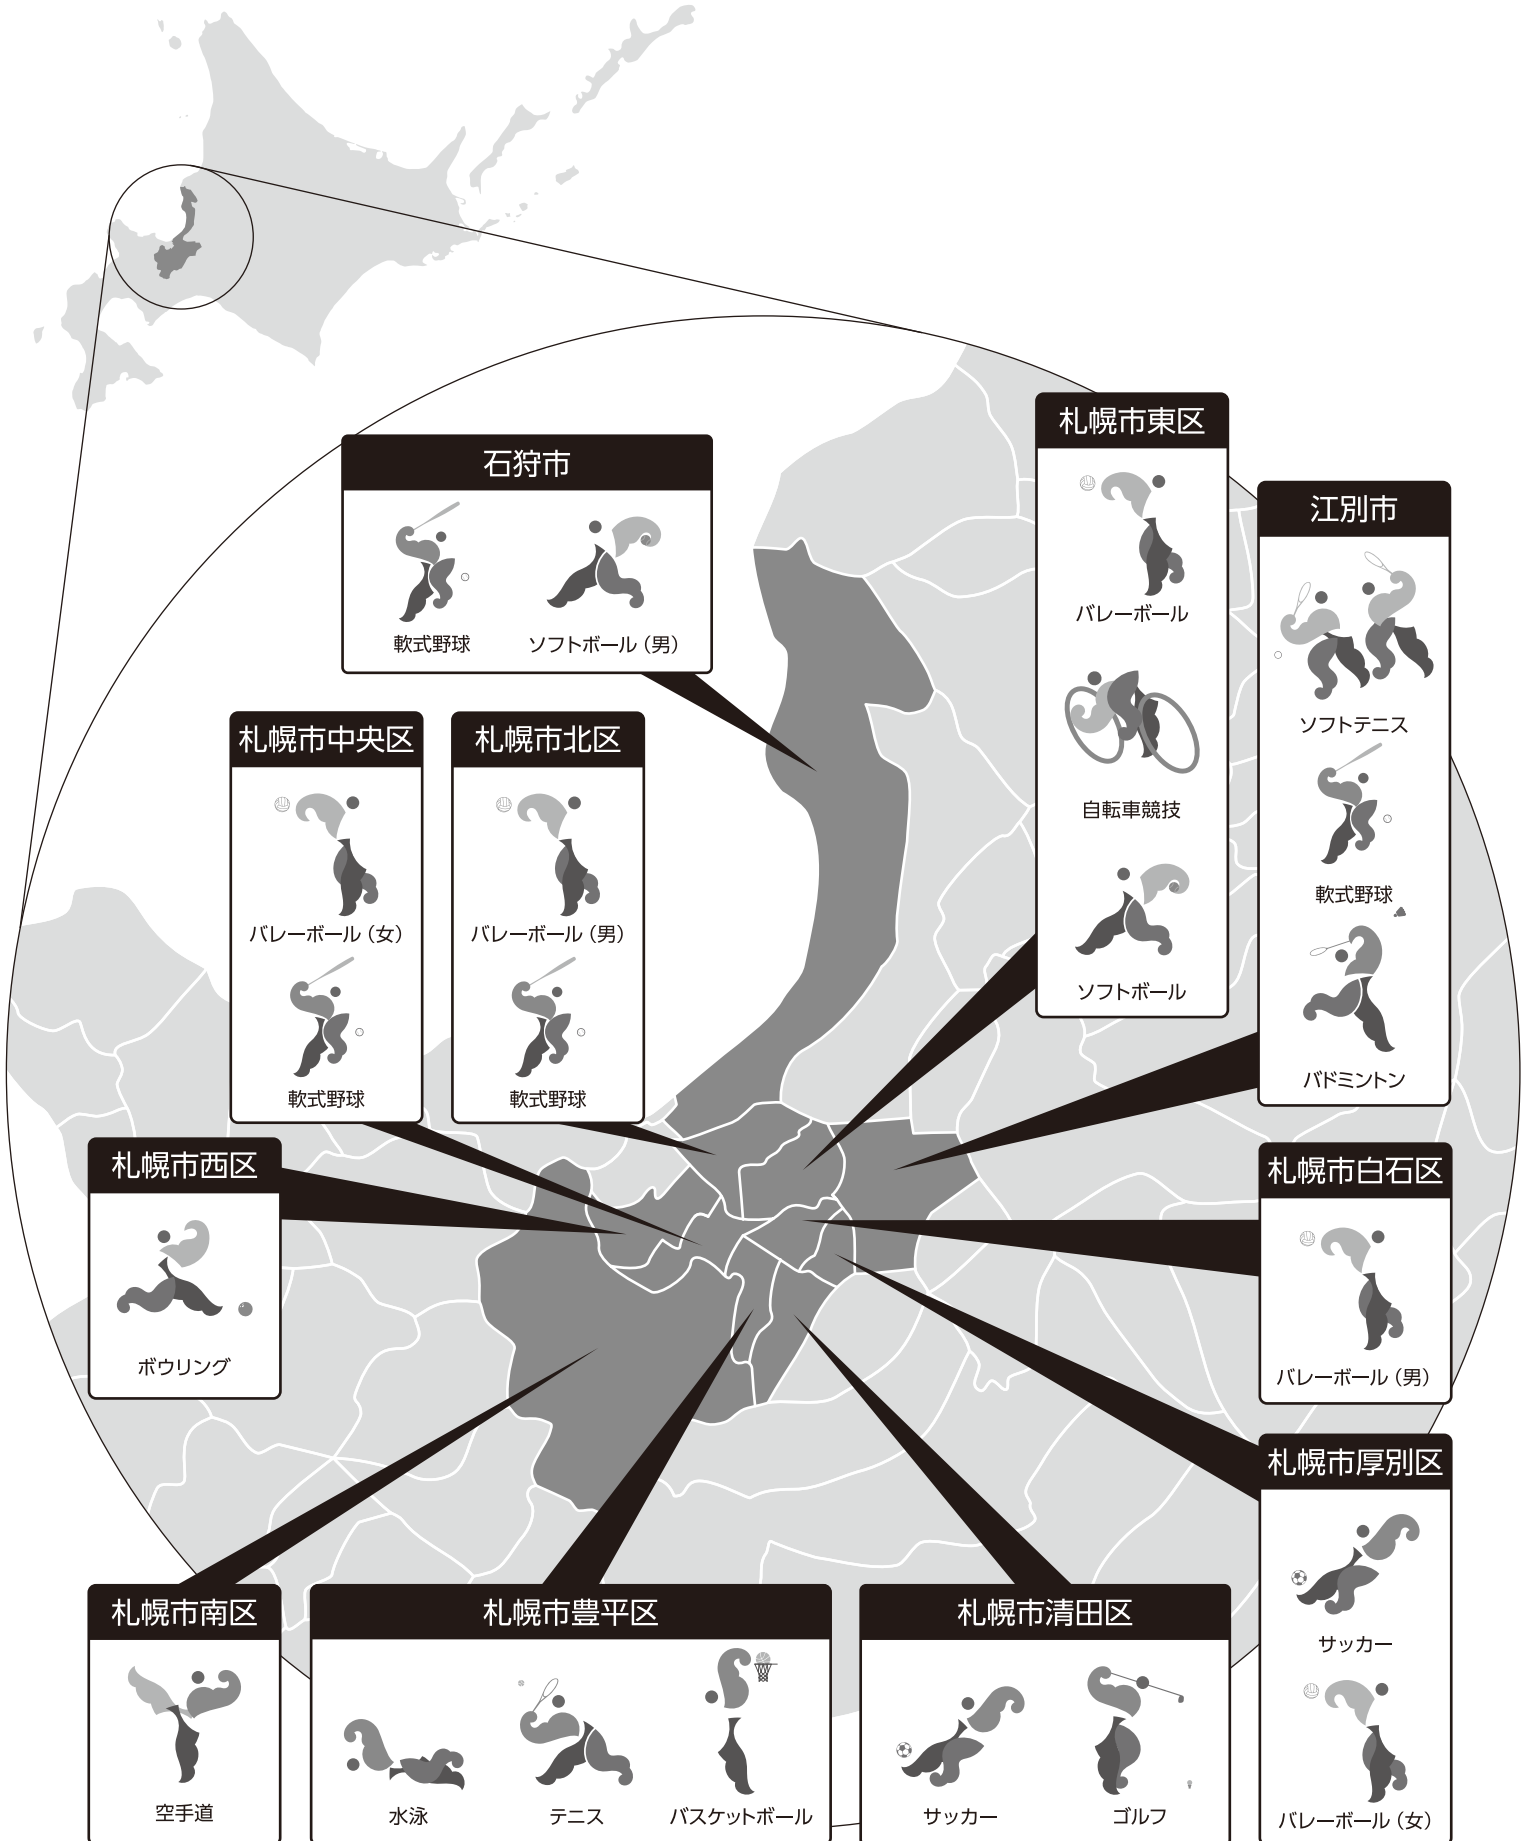 石狩市
軟式野球
ソフトボール（男）
札幌市東区
バレーボール
自転車競技
ソフトボール
江別市
ソフトテニス
軟式野球
バドミントン
札幌市中央区
バレーボール（女）
軟式野球
札幌市北区
バレーボール（男）
軟式野球
札幌市西区
ボウリング
札幌市白石区
バレーボール（男）
札幌市厚別区
サッカー
バレーボール（女）
札幌市南区
空手道
札幌市豊平区
水泳
テニス
バスケットボール
札幌市清田区
サッカー
ゴルフ